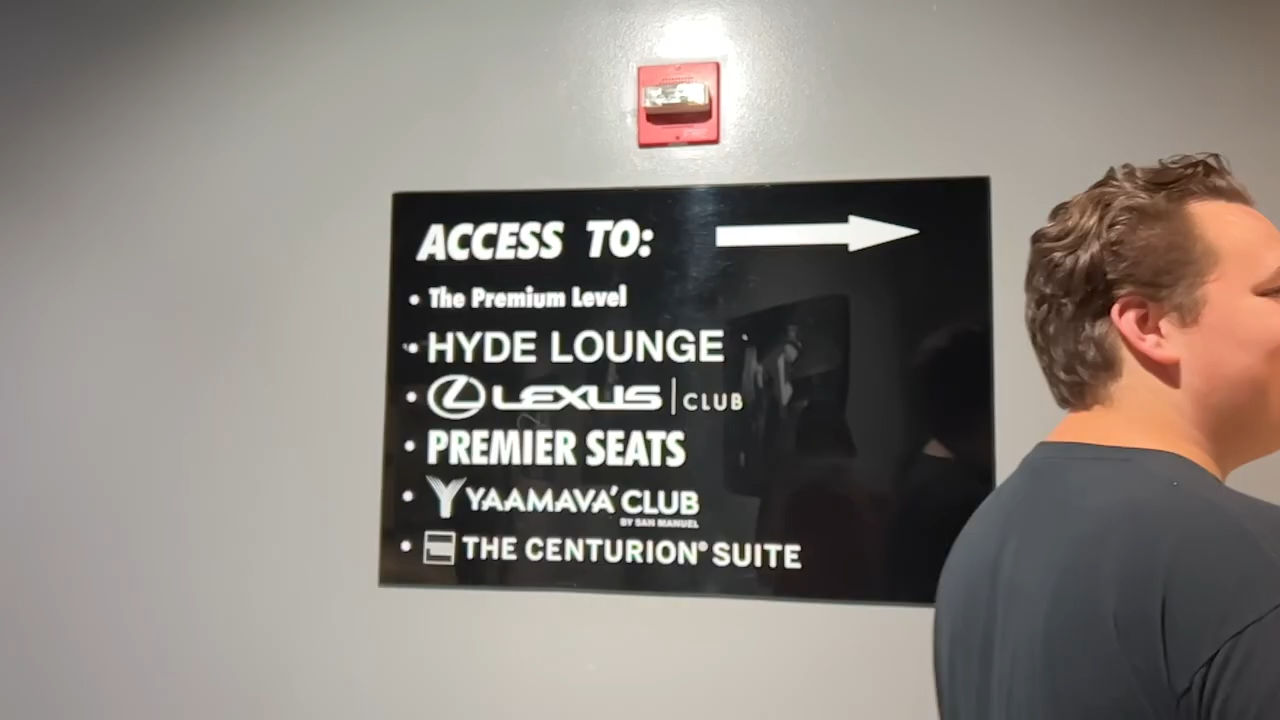 ACCESS TO:
• The Premium Level
• HYDE LOUNGE
• LEXUS | CLUB
• PREMIER SEATS
• YAAMAVA' CLUB
BY SAN MANUEL
• THE CENTURION® SUITE